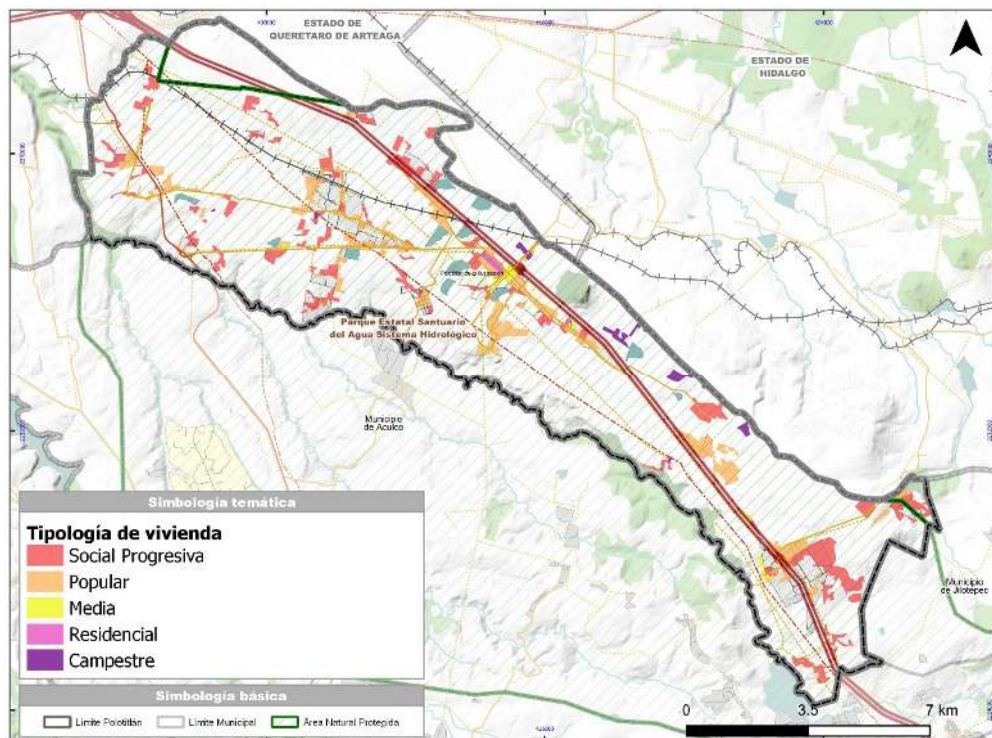 ESTADO DE
QUERETARO DE ARTEAGA
ESTADO DE
HIDALGO
Parque Estatal Santuario
del Agua Sistema Hidrológico
Municipio
de Aculco
Municipio
de Jilotepec
Simbología temática
Tipología de vivienda
Social Progresiva
Popular
Media
Residencial
Campestre
Simbología básica
Límite Polotitlán
Límite Municipal
Área Natural Protegida
0 3.5 7 km